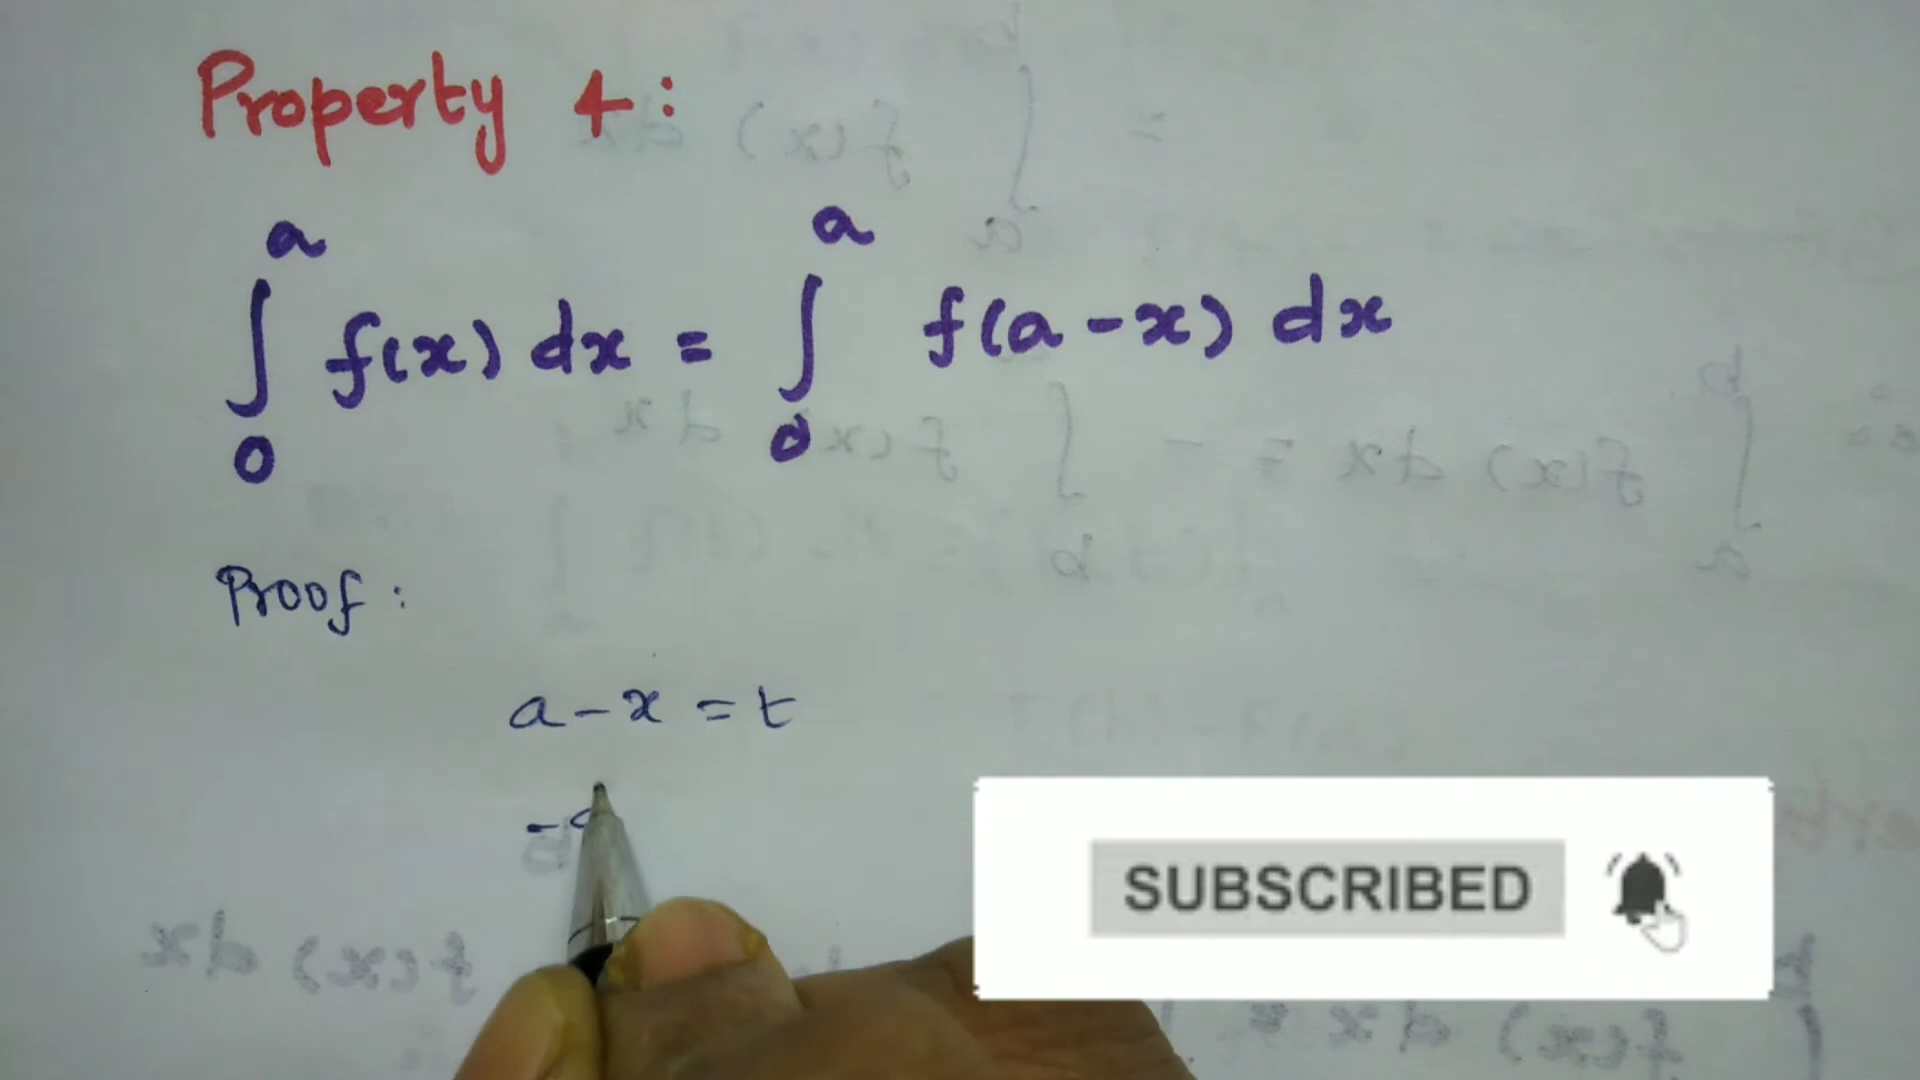 Property 4:
∫₀ᵃ f(x) dx = ∫₀ᵃ f(a-x) dx
Proof:
a-x = t
-
SUBSCRIBED